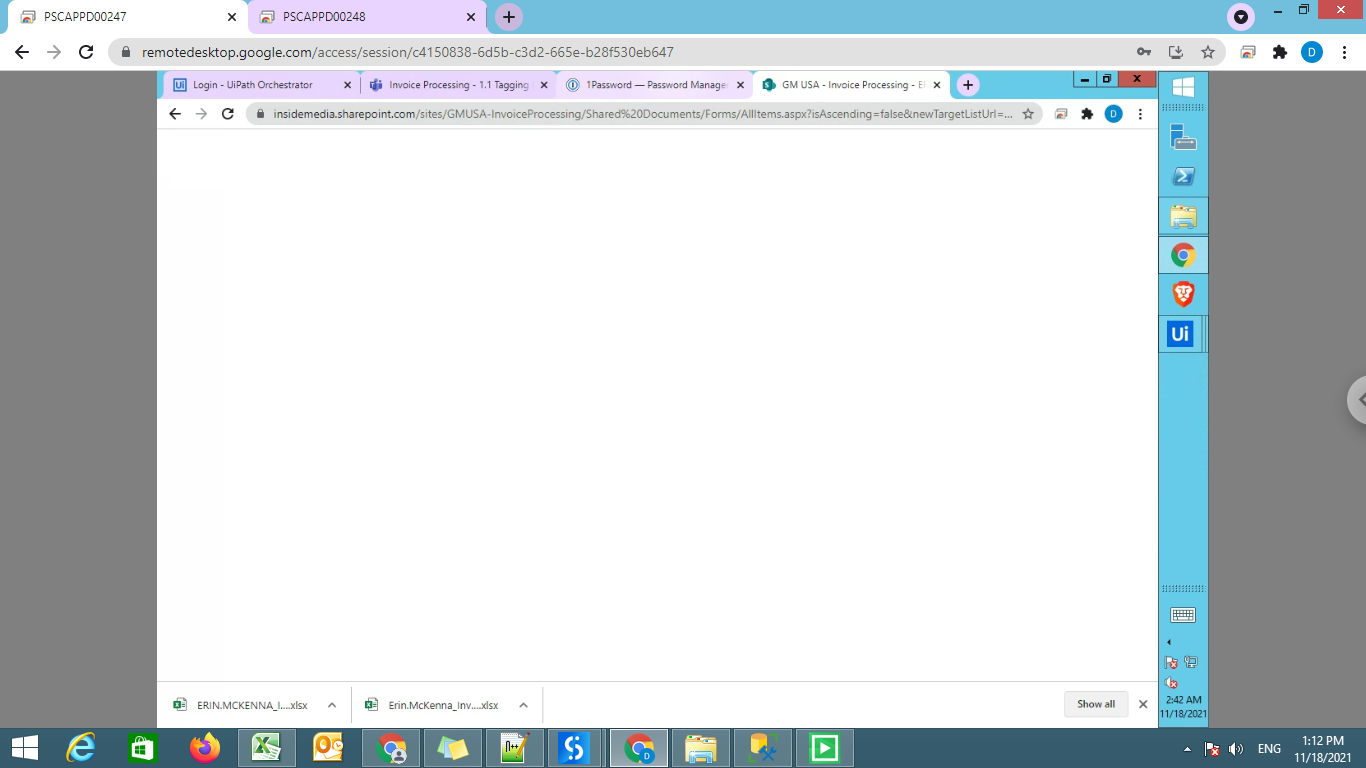 PSCAPPD00247
PSCAPPD00248
remotedesktop.google.com/access/session/c4150838-6d5b-c3d2-665e-b28f530eb647
D
Login - UiPath Orchestrator
Invoice Processing - 1.1 Tagging
1Password — Password Manage
GM USA - Invoice Processing - E
insidemedia.sharepoint.com/sites/GMUSA-InvoiceProcessing/Shared%20Documents/Forms/AllItems.aspx?isAscending=false&newTargetListUrl=...
D
Ui
ERIN.MCKENNA_I....xlsx
Erin.McKenna_Inv....xlsx
Show all
2:42 AM
11/18/2021
ENG
1:12 PM
11/18/2021